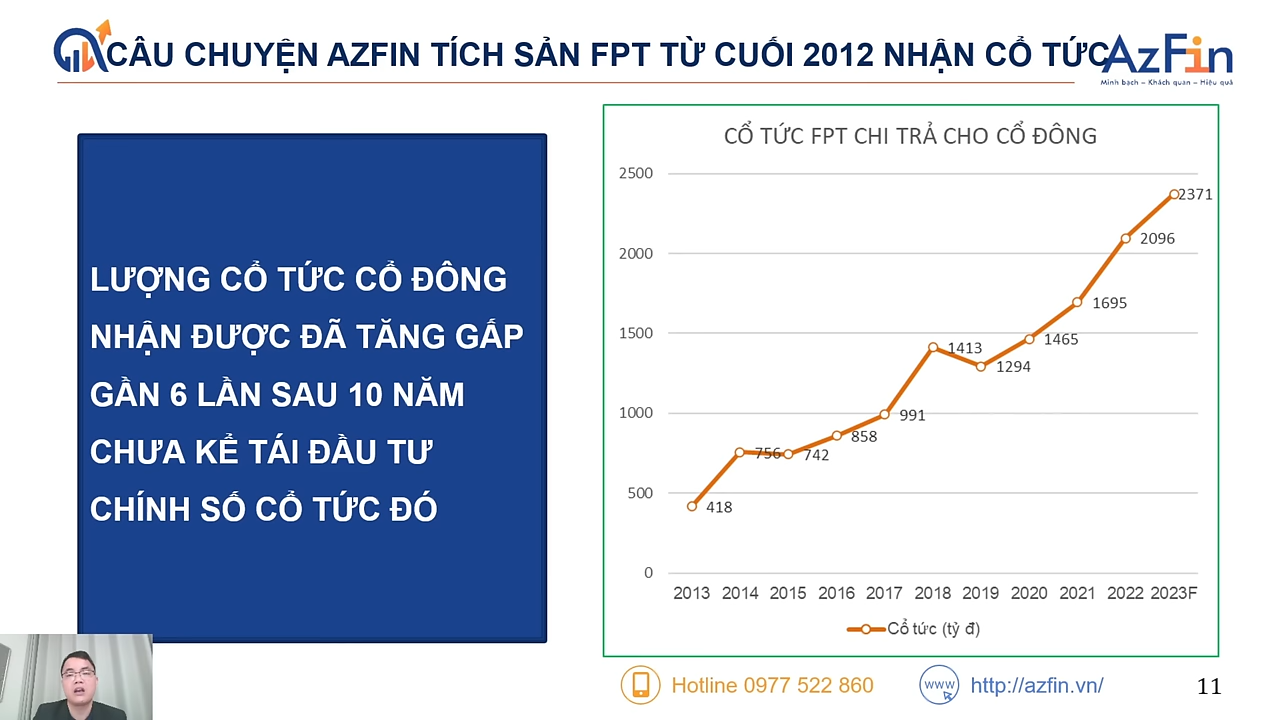 CÂU CHUYỆN AZFIN TÍCH SẢN FPT TỪ CUỐI 2012 NHẬN CỔ TỨC
AzFin
Minh bạch – Khách quan – Hiệu quả
LƯỢNG CỔ TỨC CỔ ĐÔNG
NHẬN ĐƯỢC ĐÃ TĂNG GẤP
GẦN 6 LẦN SAU 10 NĂM
CHƯA KỂ TÁI ĐẦU TƯ
CHÍNH SỐ CỔ TỨC ĐÓ
CỔ TỨC FPT CHI TRẢ CHO CỔ ĐÔNG
2500
2000
1500
1000
500
0
418
756
742
858
991
1413
1294
1465
1695
2096
2371
2013 2014 2015 2016 2017 2018 2019 2020 2021 2022 2023F
Cổ tức (tỷ đ)
Hotline 0977 522 860
www
http://azfin.vn/
11